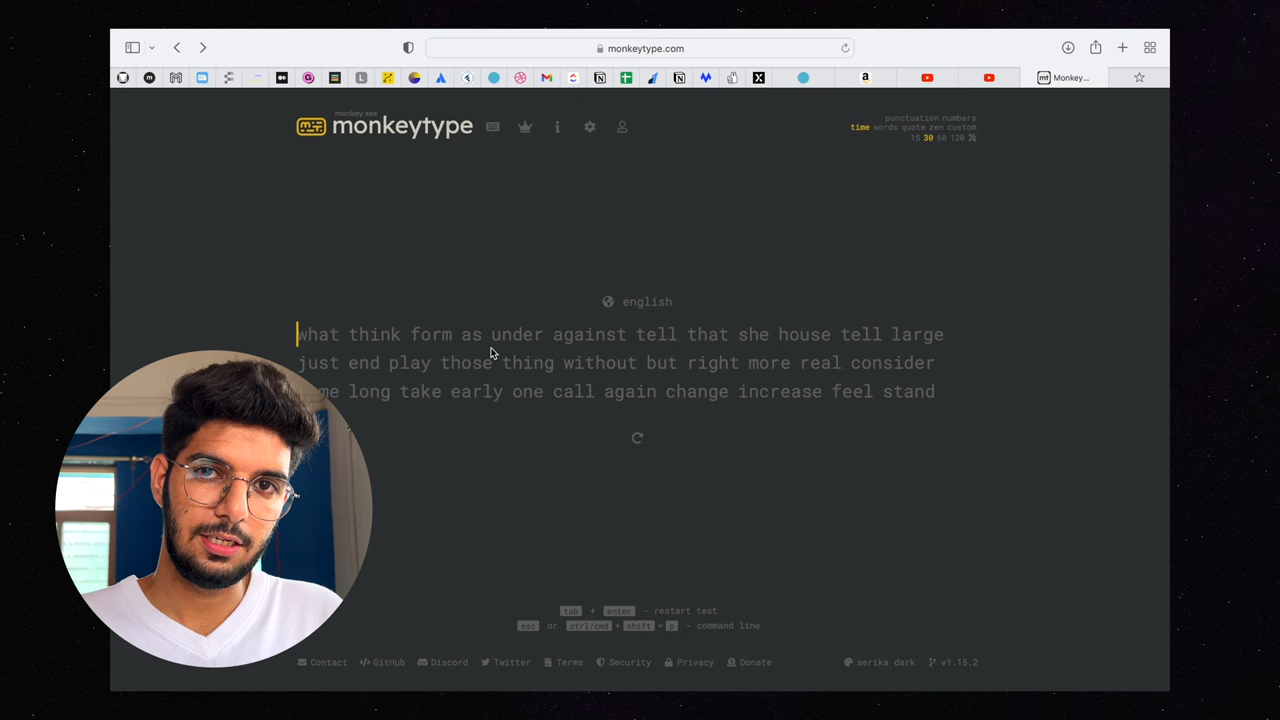 monkeytype.com
Monkey...
monkey see
monkeytype
punctuation numbers
time words quote zen custom
15 30 60 120
english
what think form as under against tell that she house tell large
just end play those thing without but right more real consider
me long take early one call again change increase feel stand
tab + enter - restart test
esc or ctrl/cmd + shift + p - command line
Contact GitHub Discord Twitter Terms Security Privacy Donate serika dark v1.15.2